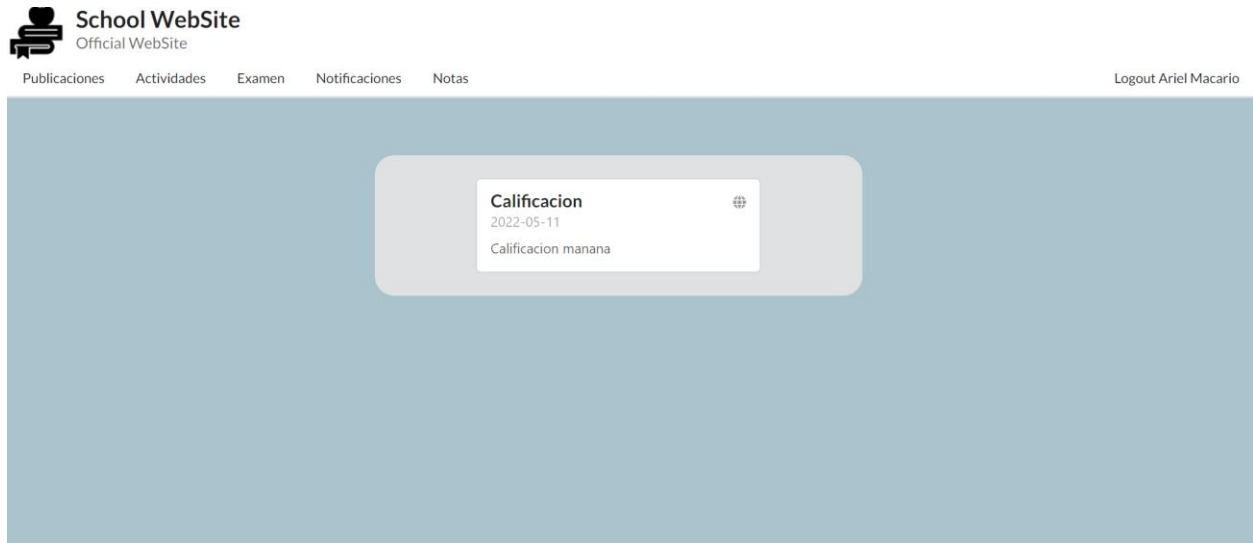 School WebSite
Official WebSite
Publicaciones Actividades Examen Notificaciones Notas Logout Ariel Macario
Calificacion
2022-05-11
Calificacion manana